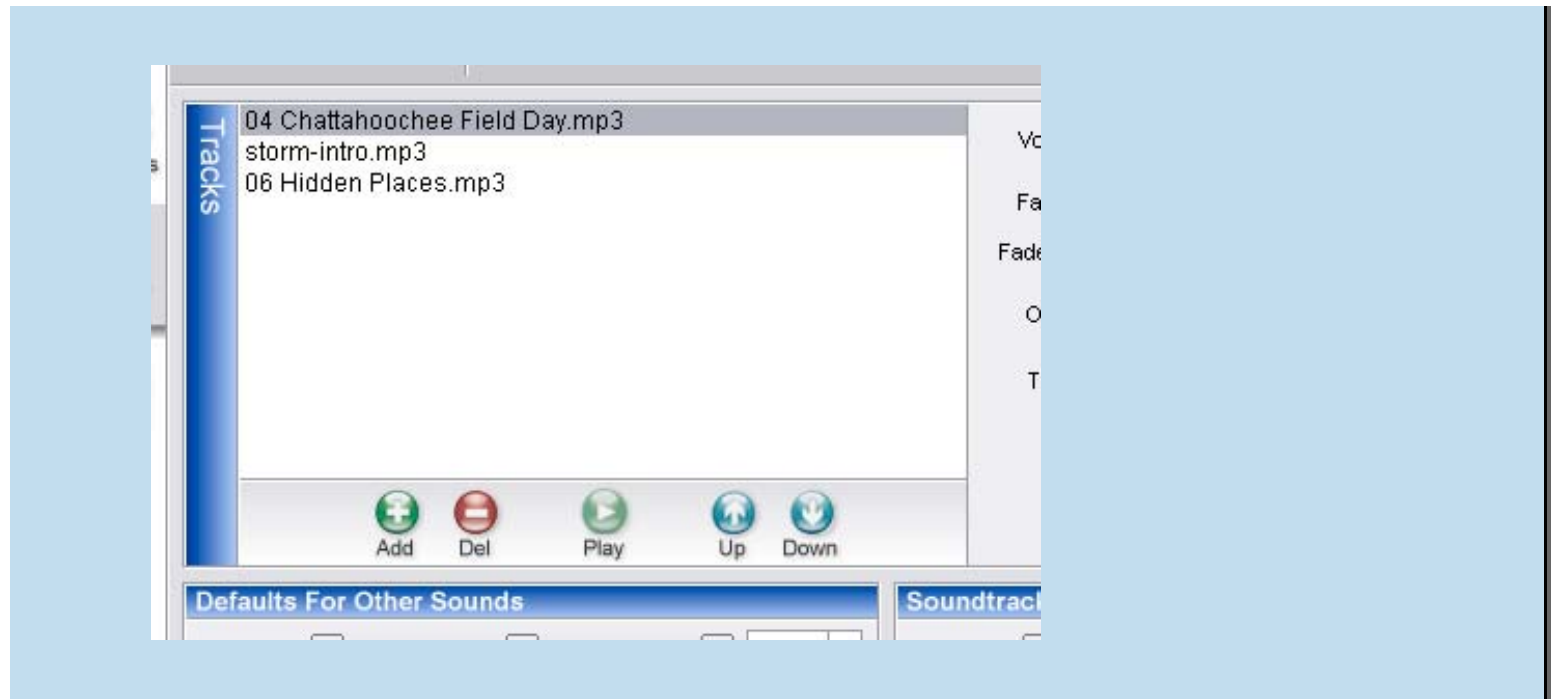 Tracks
04 Chattahoochee Field Day.mp3
storm-intro.mp3
06 Hidden Places.mp3
Add Del Play Up Down
Defaults For Other Sounds